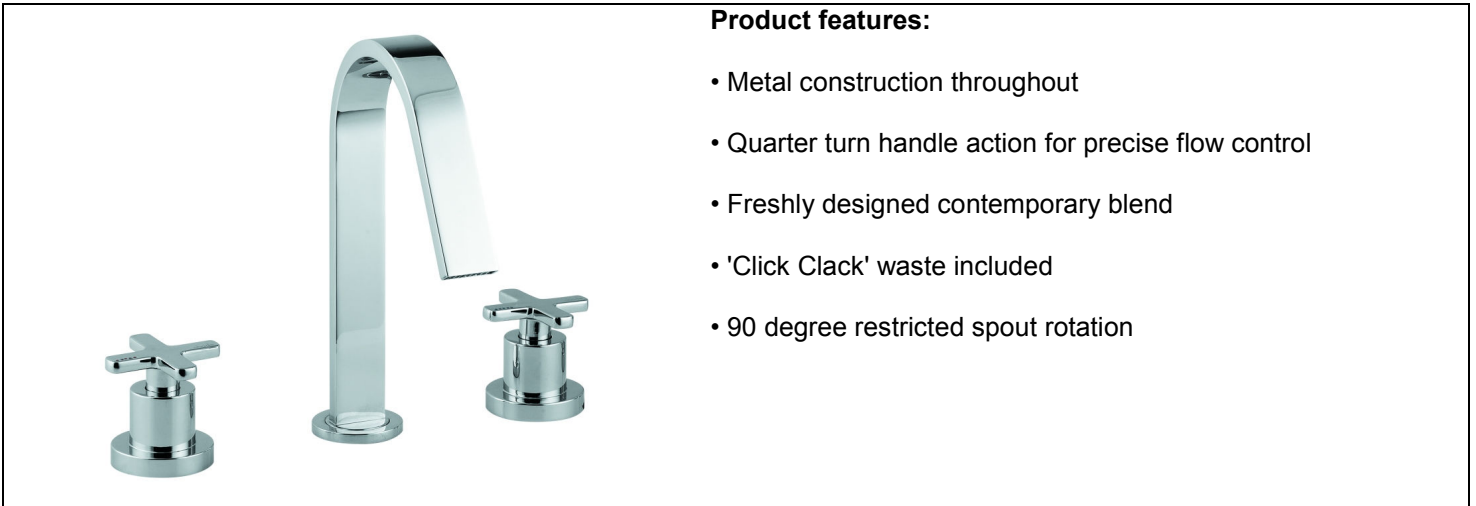 Product features:
• Metal construction throughout
• Quarter turn handle action for precise flow control
• Freshly designed contemporary blend
• 'Click Clack' waste included
• 90 degree restricted spout rotation